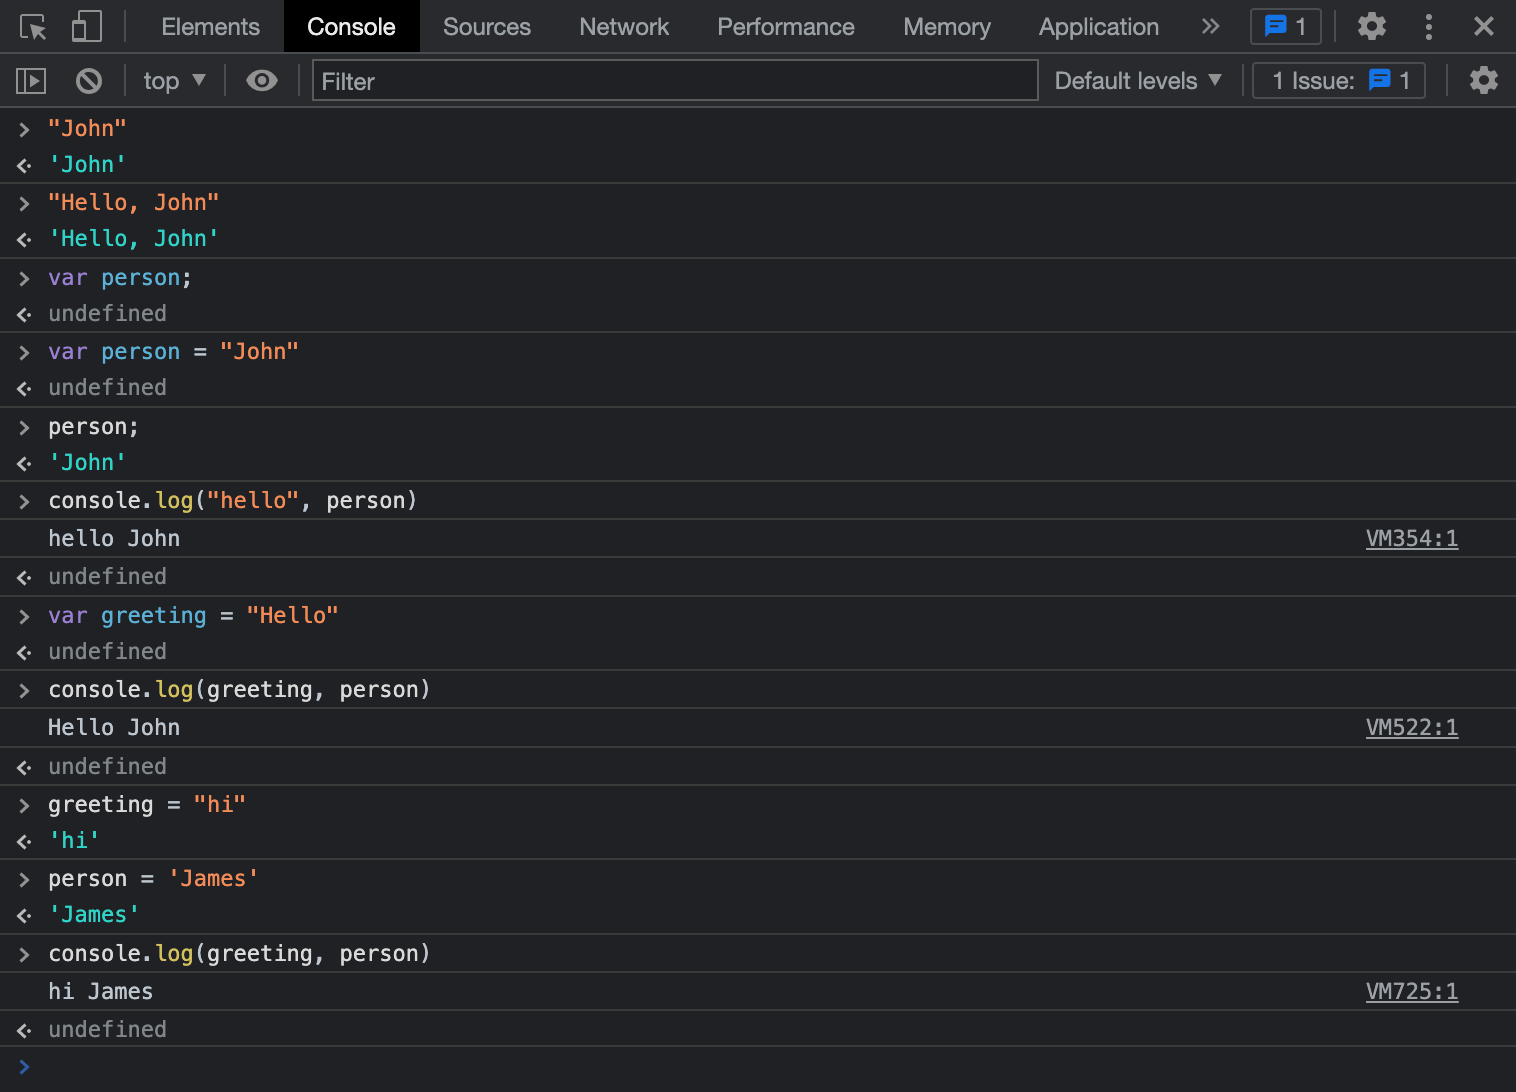 Elements Console Sources Network Performance Memory Application » 1
top ▼ Filter Default levels ▼ 1 Issue: 1
> "John"
<· 'John'
> "Hello, John"
<· 'Hello, John'
> var person;
<· undefined
> var person = "John"
<· undefined
> person;
<· 'John'
> console.log("hello", person)
hello John VM354:1
<· undefined
> var greeting = "Hello"
<· undefined
> console.log(greeting, person)
Hello John VM522:1
<· undefined
> greeting = "hi"
<· 'hi'
> person = 'James'
<· 'James'
> console.log(greeting, person)
hi James VM725:1
<· undefined
>